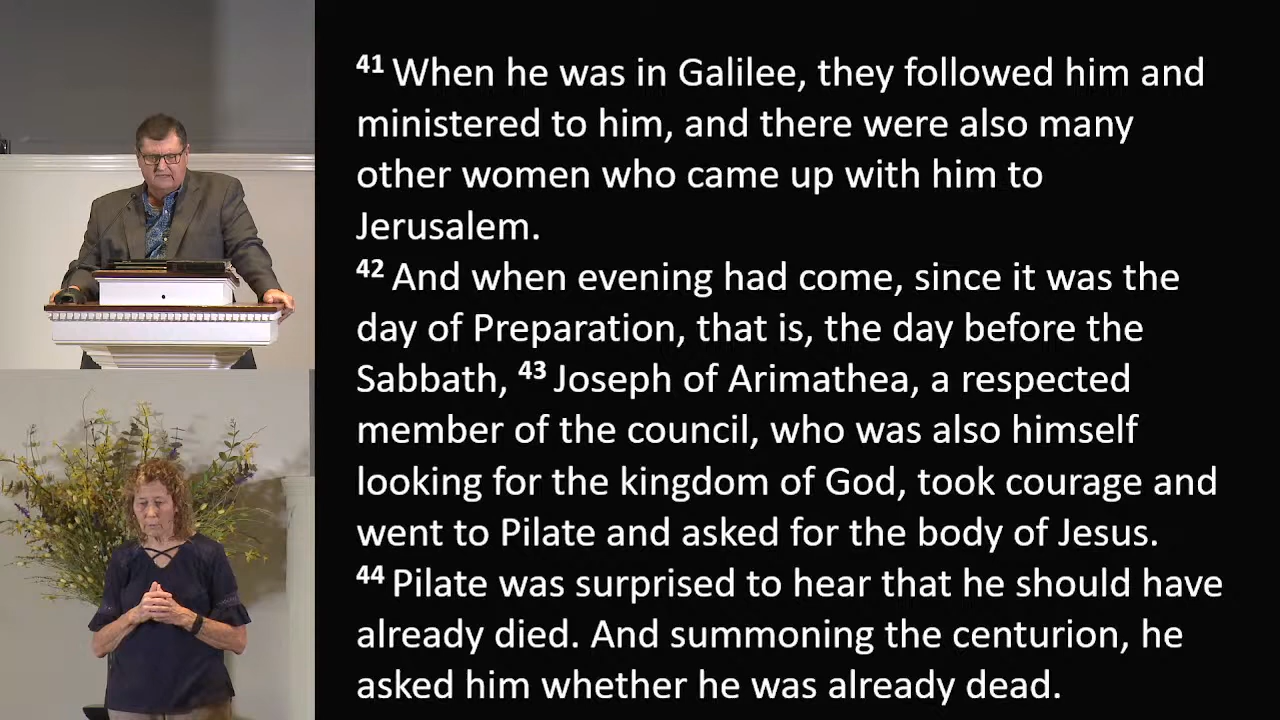 41 When he was in Galilee, they followed him and
ministered to him, and there were also many
other women who came up with him to
Jerusalem.
42 And when evening had come, since it was the
day of Preparation, that is, the day before the
Sabbath, 43 Joseph of Arimathea, a respected
member of the council, who was also himself
looking for the kingdom of God, took courage and
went to Pilate and asked for the body of Jesus.
44 Pilate was surprised to hear that he should have
already died. And summoning the centurion, he
asked him whether he was already dead.